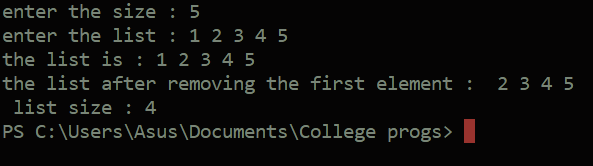 enter the size : 5
enter the list : 1 2 3 4 5
the list is : 1 2 3 4 5
the list after removing the first element :  2 3 4 5
 list size : 4
PS C:\Users\Asus\Documents\College progs>